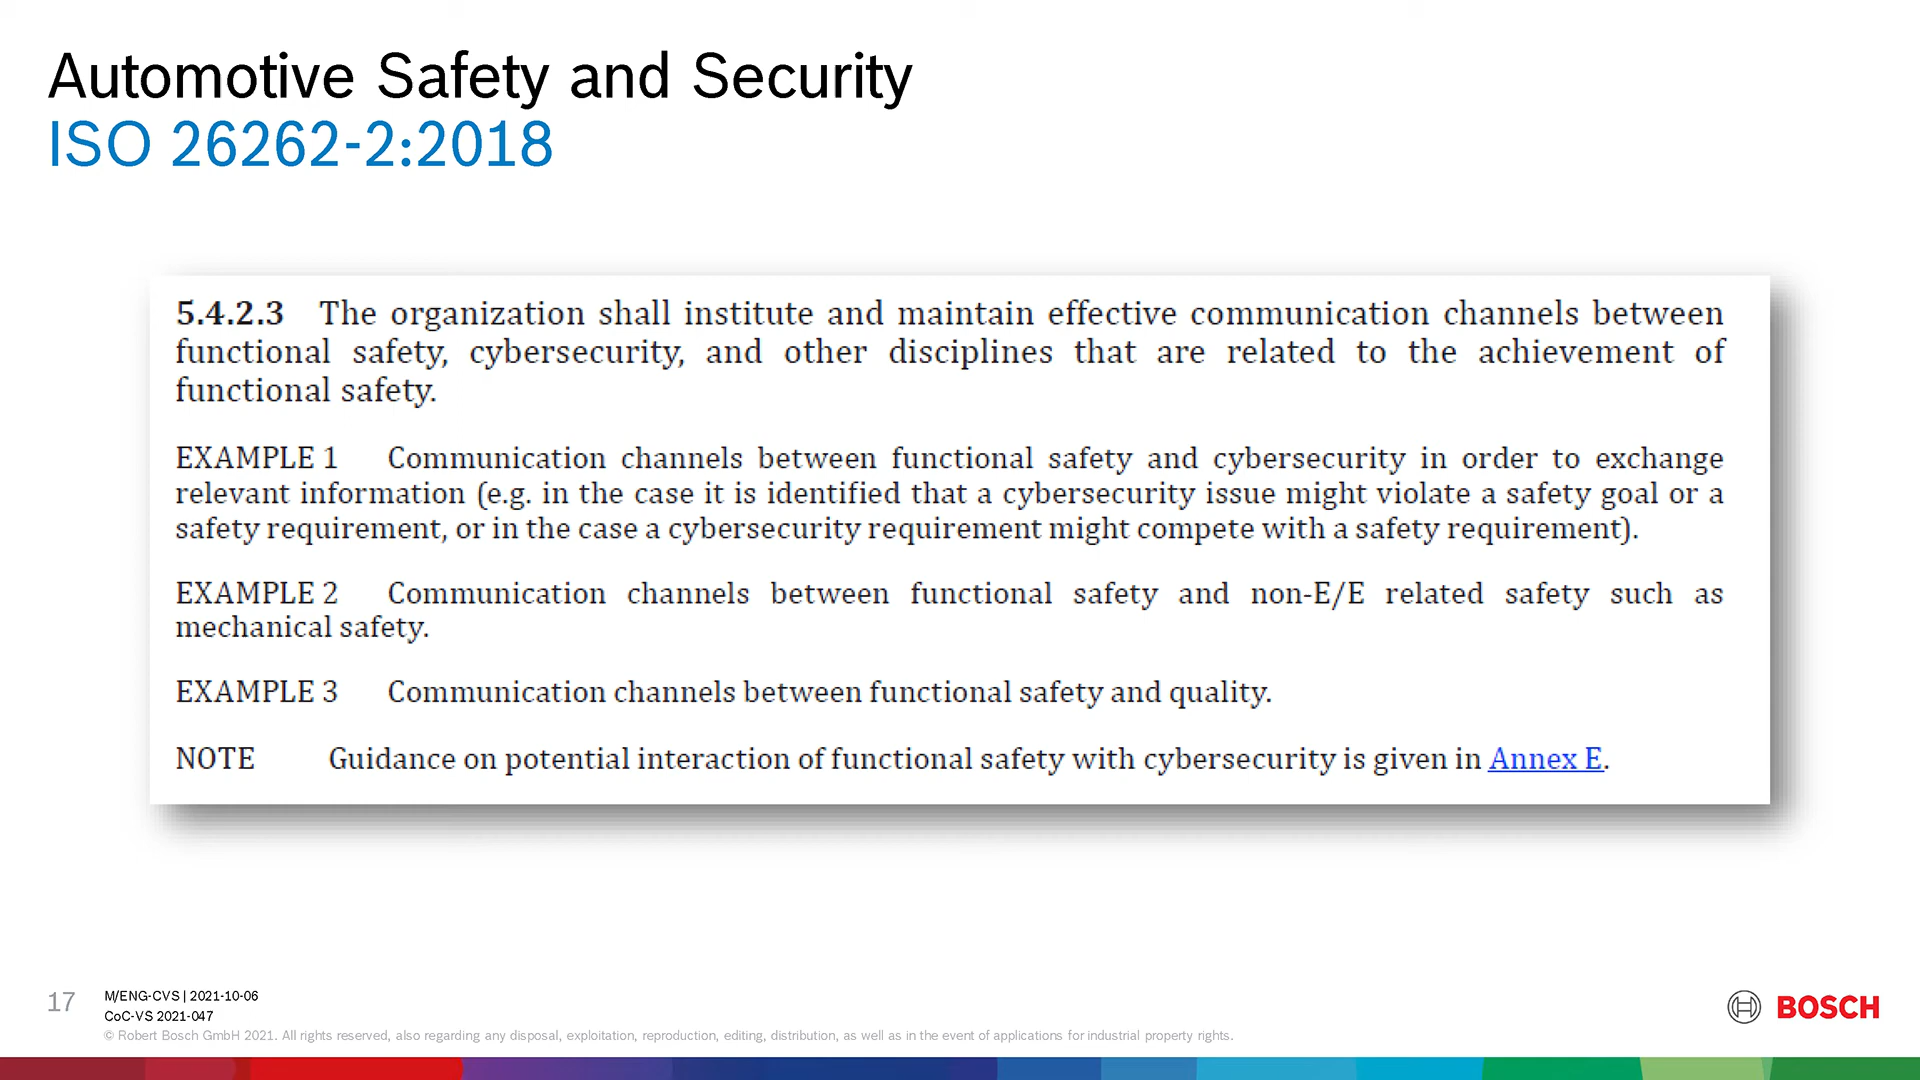 Automotive Safety and Security
ISO 26262-2:2018
5.4.2.3 The organization shall institute and maintain effective communication channels between
functional safety, cybersecurity, and other disciplines that are related to the achievement of
functional safety.
EXAMPLE 1 Communication channels between functional safety and cybersecurity in order to exchange
relevant information (e.g. in the case it is identified that a cybersecurity issue might violate a safety goal or a
safety requirement, or in the case a cybersecurity requirement might compete with a safety requirement).
EXAMPLE 2 Communication channels between functional safety and non-E/E related safety such as
mechanical safety.
EXAMPLE 3 Communication channels between functional safety and quality.
NOTE Guidance on potential interaction of functional safety with cybersecurity is given in Annex E.
17
M/ENG-CVS | 2021-10-06
CoC-VS 2021-047
© Robert Bosch GmbH 2021. All rights reserved, also regarding any disposal, exploitation, reproduction, editing, distribution, as well as in the event of applications for industrial property rights.
BOSCH